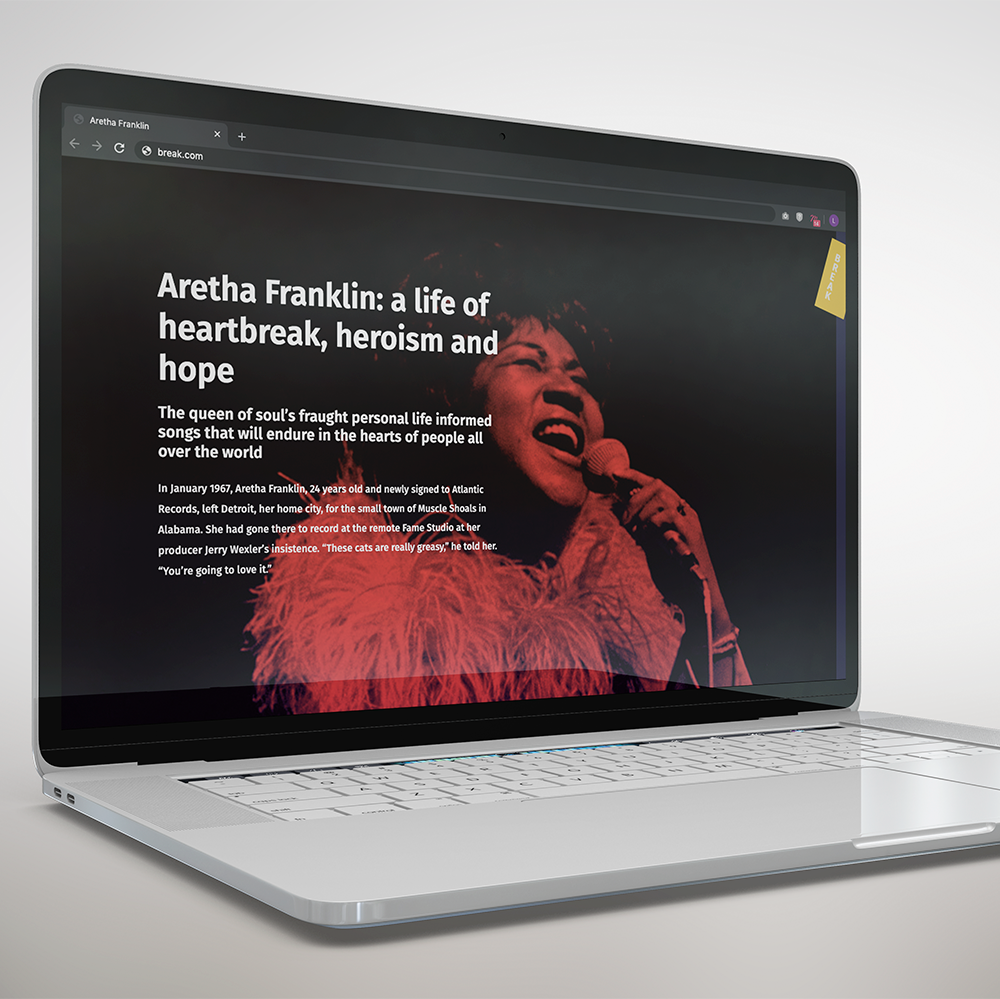 Aretha Franklin
break.com
L
BREAK
Aretha Franklin: a life of
heartbreak, heroism and
hope
The queen of soul’s fraught personal life informed
songs that will endure in the hearts of people all
over the world
In January 1967, Aretha Franklin, 24 years old and newly signed to Atlantic
Records, left Detroit, her home city, for the small town of Muscle Shoals in
Alabama. She had gone there to record at the remote Fame Studio at her
producer Jerry Wexler’s insistence. “These cats are really greasy,” he told her.
“You’re going to love it.”